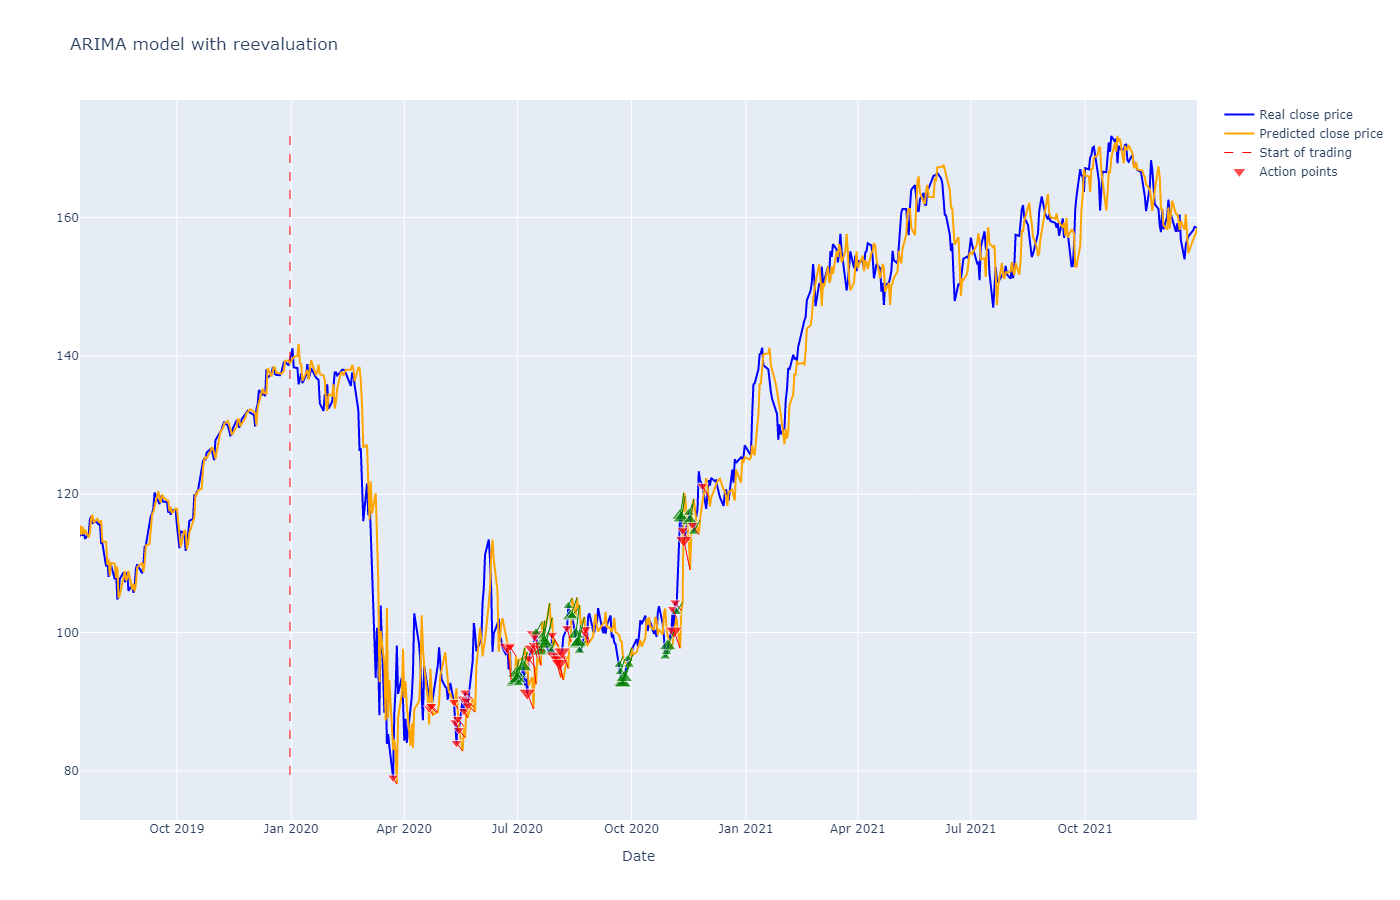 ARIMA model with reevaluation
Real close price
Predicted close price
Start of trading
Action points
160
140
120
100
80
Oct 2019
Jan 2020
Apr 2020
Jul 2020
Oct 2020
Jan 2021
Apr 2021
Jul 2021
Oct 2021
Date